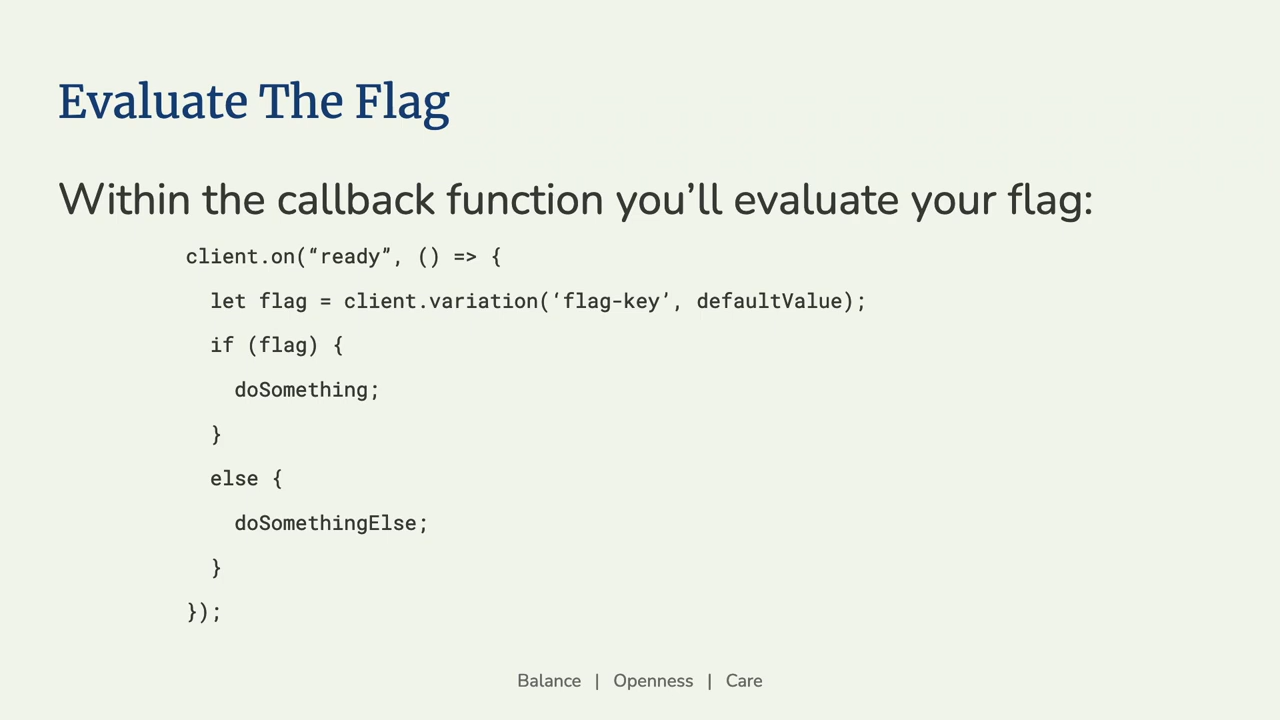 Evaluate The Flag
Within the callback function you’ll evaluate your flag:
client.on(“ready”, () => {
  let flag = client.variation(‘flag-key’, defaultValue);
  if (flag) {
    doSomething;
  }
  else {
    doSomethingElse;
  }
});
Balance | Openness | Care